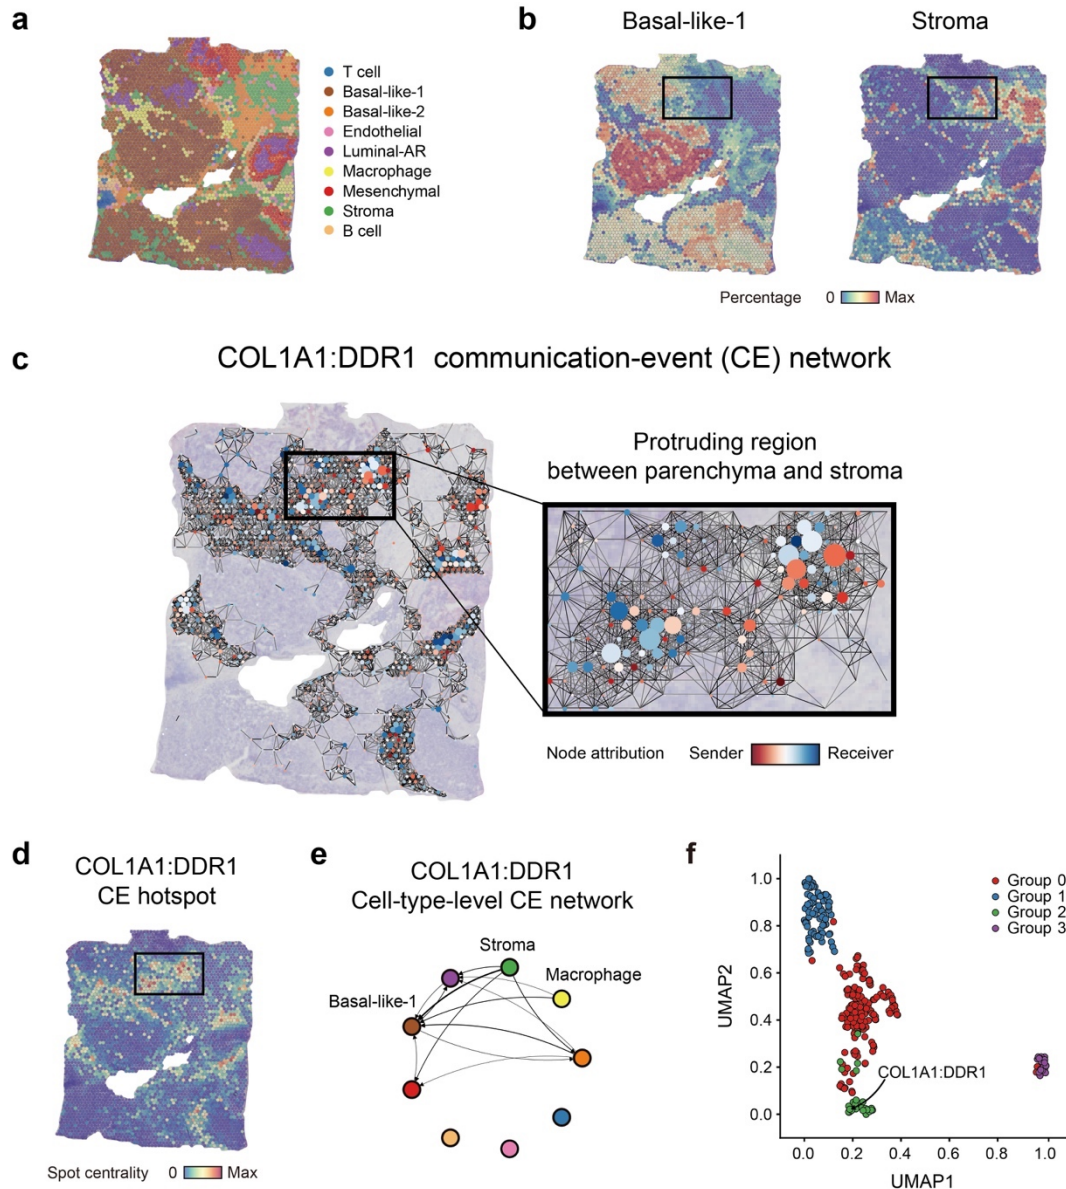 a
T cell
Basal-like-1
Basal-like-2
Endothelial
Luminal-AR
Macrophage
Mesenchymal
Stroma
B cell
b
Basal-like-1
Stroma
Percentage 0 Max
c
COL1A1:DDR1 communication-event (CE) network
Protruding region
between parenchyma and stroma
Node attribution Sender Receiver
d
COL1A1:DDR1
CE hotspot
Spot centrality 0 Max
e
COL1A1:DDR1
Cell-type-level CE network
Stroma
Macrophage
Basal-like-1
f
Group 0
Group 1
Group 2
Group 3
1.0
0.8
0.6
0.4
0.2
0.0
UMAP2
COL1A1:DDR1
0.0 0.2 0.4 0.6 0.8 1.0
UMAP1